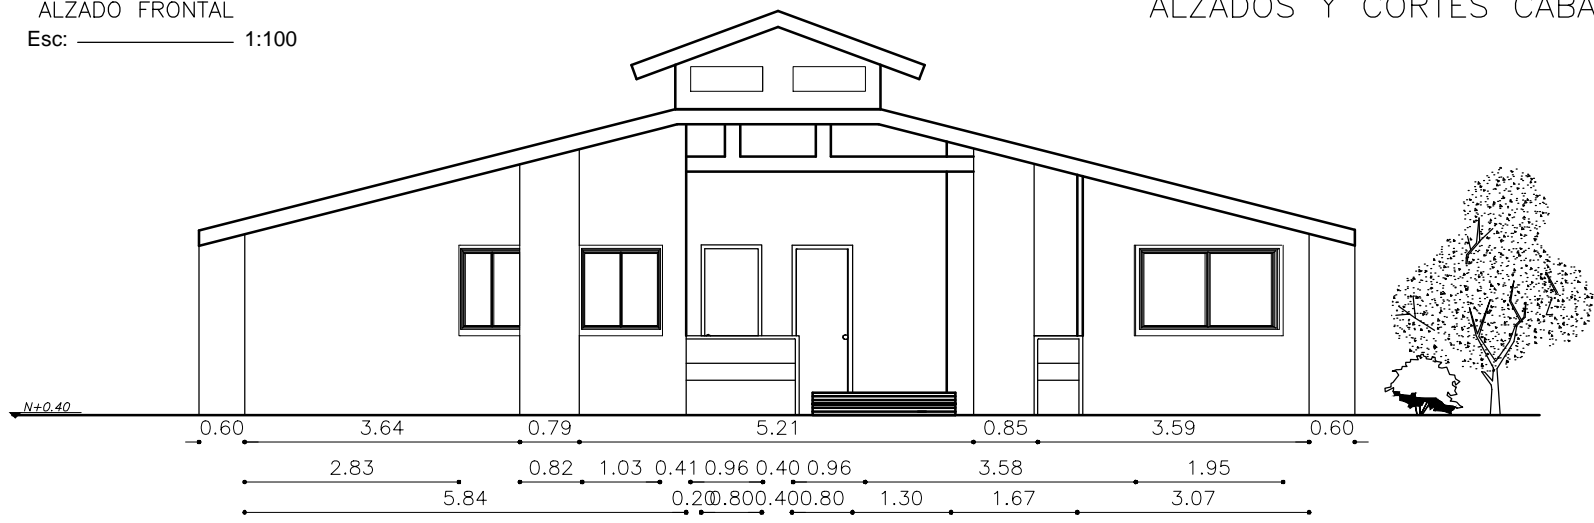 ALZADO FRONTAL
ALZADOS Y CORTES CABA
Esc: 1:100
N+0.40
0.60 3.64 0.79 5.21 0.85 3.59 0.60
2.83 0.82 1.03 0.41 0.96 0.40 0.96 3.58 1.95
5.84 0.20 0.80 0.40 0.80 1.30 1.67 3.07